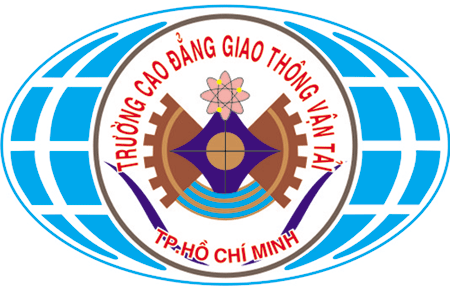 TRƯỜNG CAO ĐẲNG GIAO THÔNG VẬN TẢI
TP.HỒ CHÍ MINH